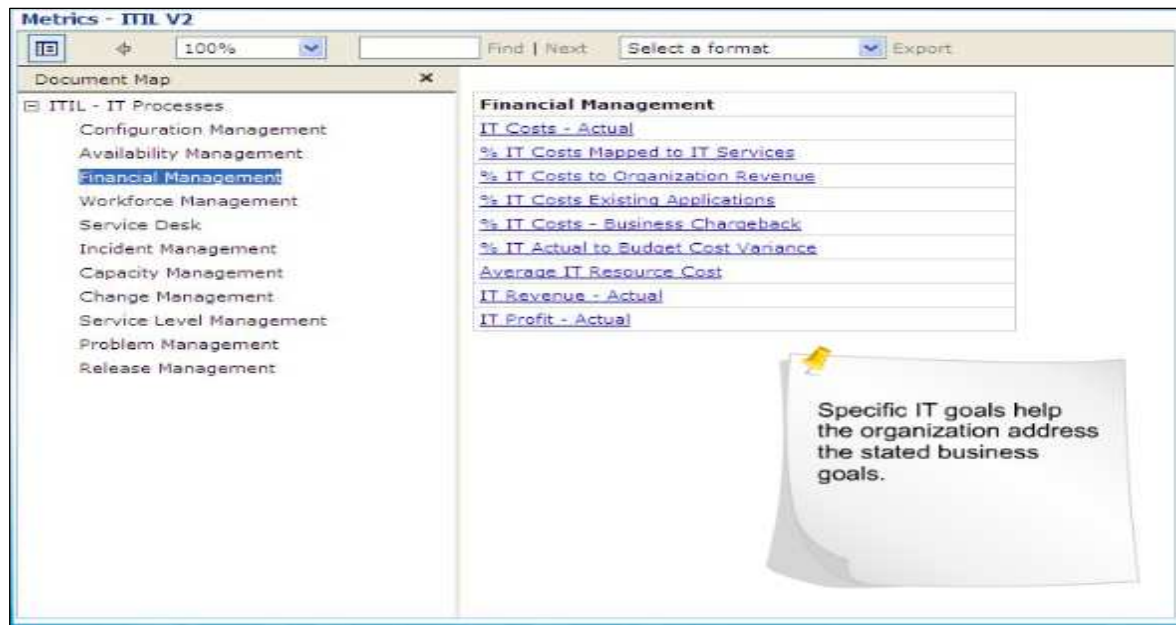 Metrics - ITIL V2
100% Find | Next Select a format Export
Document Map
ITIL - IT Processes
Configuration Management
Availability Management
Financial Management
Workforce Management
Service Desk
Incident Management
Capacity Management
Change Management
Service Level Management
Problem Management
Release Management
Financial Management
IT Costs - Actual
% IT Costs Mapped to IT Services
% IT Costs to Organization Revenue
% IT Costs Existing Applications
% IT Costs - Business Chargeback
% IT Actual to Budget Cost Variance
Average IT Resource Cost
IT Revenue - Actual
IT Profit - Actual
Specific IT goals help
the organization address
the stated business
goals.